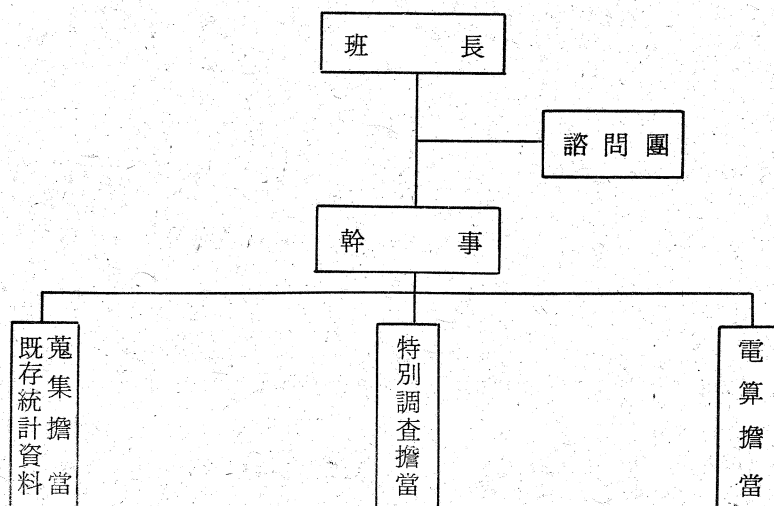 班長
諮問團
幹事
既存統計資料
蒐集擔當
特別調査擔當
電算擔當